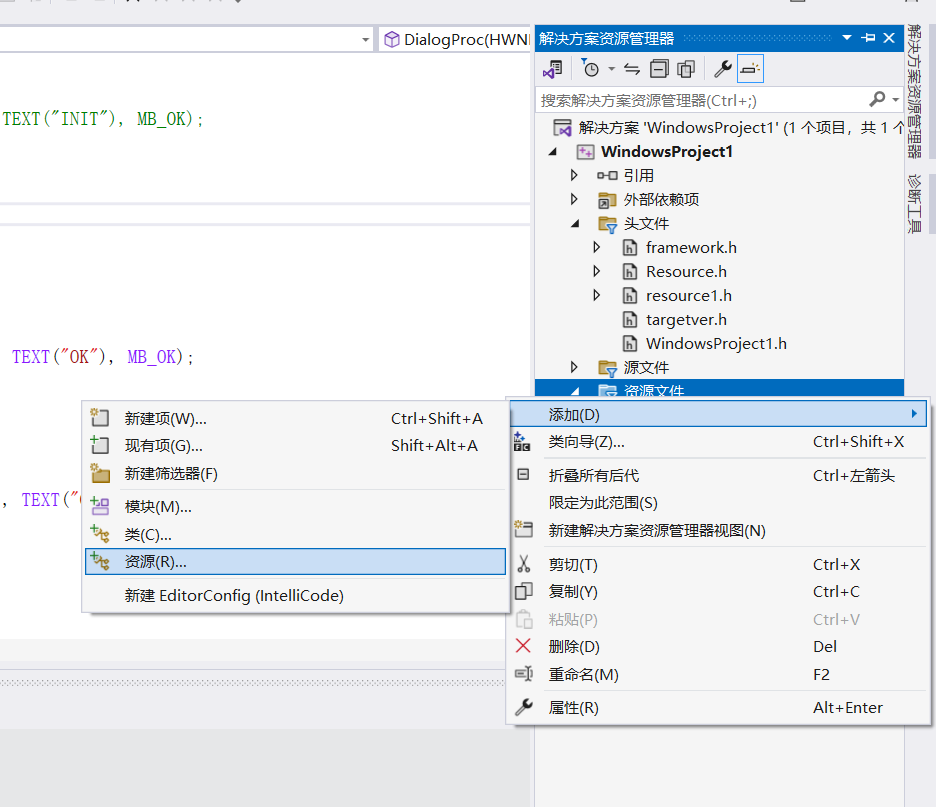 DialogProc(HWN
TEXT("INIT"), MB_OK);
TEXT("OK"), MB_OK);
, TEXT("
解决方案资源管理器
搜索解决方案资源管理器(Ctrl+;)
解决方案 'WindowsProject1' (1 个项目，共 1 个
WindowsProject1
引用
外部依赖项
头文件
framework.h
Resource.h
resource1.h
targetver.h
WindowsProject1.h
源文件
资源文件
新建项(W)... Ctrl+Shift+A
现有项(G)... Shift+Alt+A
新建筛选器(F)
模块(M)...
类(C)...
资源(R)...
新建 EditorConfig (IntelliCode)
添加(D)
类向导(Z)... Ctrl+Shift+X
折叠所有后代 Ctrl+左箭头
限定为此范围(S)
新建解决方案资源管理器视图(N)
剪切(T) Ctrl+X
复制(Y) Ctrl+C
粘贴(P) Ctrl+V
删除(D) Del
重命名(M) F2
属性(R) Alt+Enter
解决方案资源管理器
诊断工具